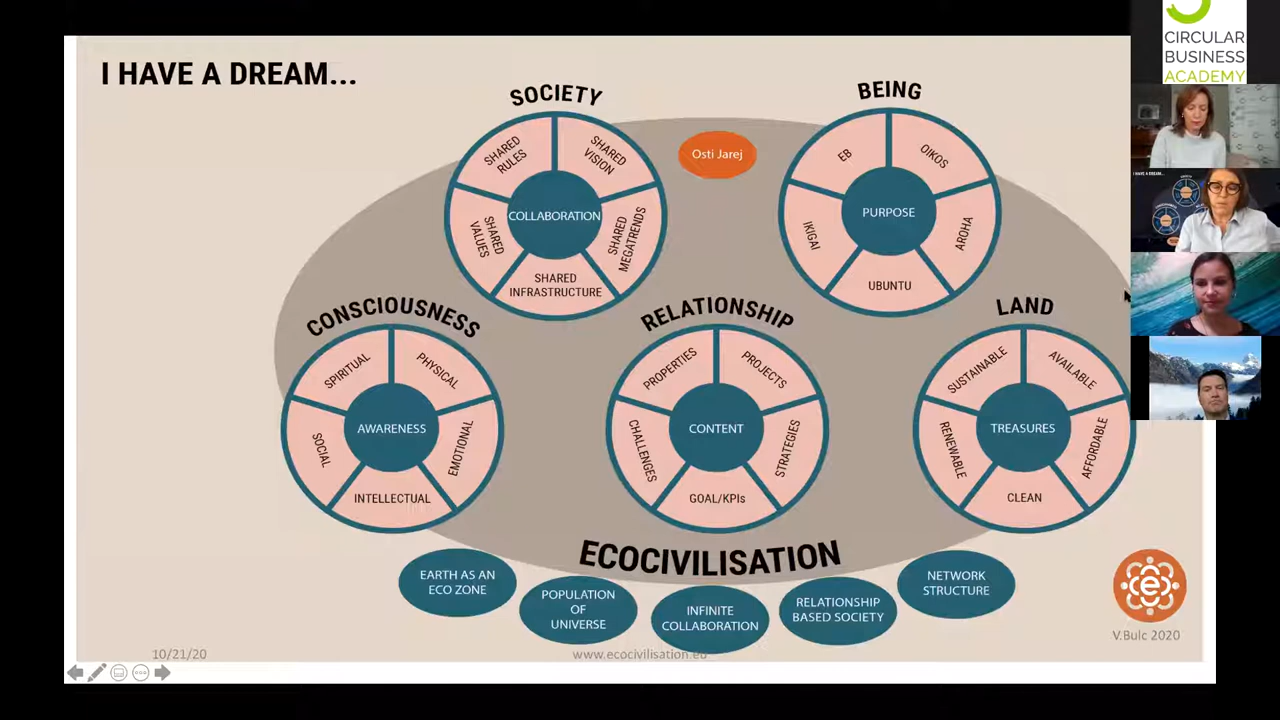 I HAVE A DREAM...
SOCIETY
SHARED
RULES
SHARED
VISION
SHARED
VALUES
COLLABORATION
SHARED
MEGATRENDS
SHARED
INFRASTRUCTURE
Osti Jarej
BEING
EB
OIKOS
IKIGAI
PURPOSE
AROHA
UBUNTU
CONSCIOUSNESS
SPIRITUAL
PHYSICAL
SOCIAL
AWARENESS
EMOTIONAL
INTELLECTUAL
RELATIONSHIP
PROPERTIES
PROJECTS
CHALLENGES
CONTENT
STRATEGIES
GOAL/KPIs
LAND
SUSTAINABLE
AVAILABLE
RENEWABLE
TREASURES
AFFORDABLE
CLEAN
ECOCIVILISATION
EARTH AS AN
ECO ZONE
POPULATION
OF
UNIVERSE
INFINITE
COLLABORATION
RELATIONSHIP
BASED SOCIETY
NETWORK
STRUCTURE
e
V.Bulc 2020
10/21/20
www.ecocivilisation.eu
CIRCULAR
BUSINESS
ACADEMY